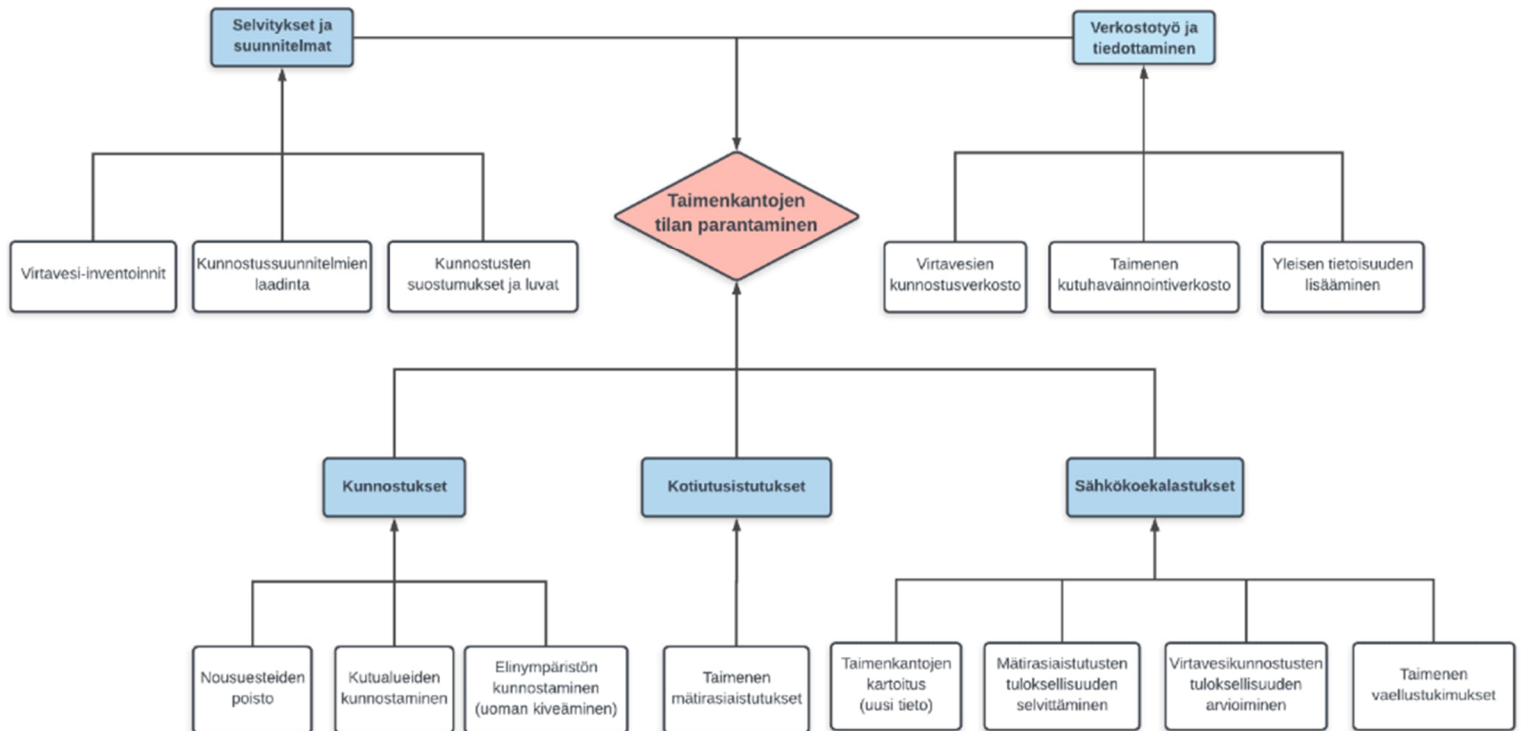 Selvitykset ja
suunnitelmat
Verkostotyö ja
tiedottaminen
Taimenkantojen
tilan parantaminen
Virtavesi-inventoinnit
Kunnostussuunnitelmien
laadinta
Kunnostusten
suostumukset ja luvat
Virtavesien
kunnostusverkosto
Taimenen
kutuhavainnointiverkosto
Yleisen tietoisuuden
lisääminen
Kunnostukset
Kotiutusistutukset
Sähkökoekalastukset
Nousuesteiden
poisto
Kutualueiden
kunnostaminen
Elinympäristön
kunnostaminen
(uoman kiveäminen)
Taimenen
mätirasiaistutukset
Taimenkantojen
kartoitus
(uusi tieto)
Mätirasiaistutusten
tuloksellisuuden
selvittäminen
Virtavesikunnostusten
tuloksellisuuden
arvioiminen
Taimenen
vaellustukimukset